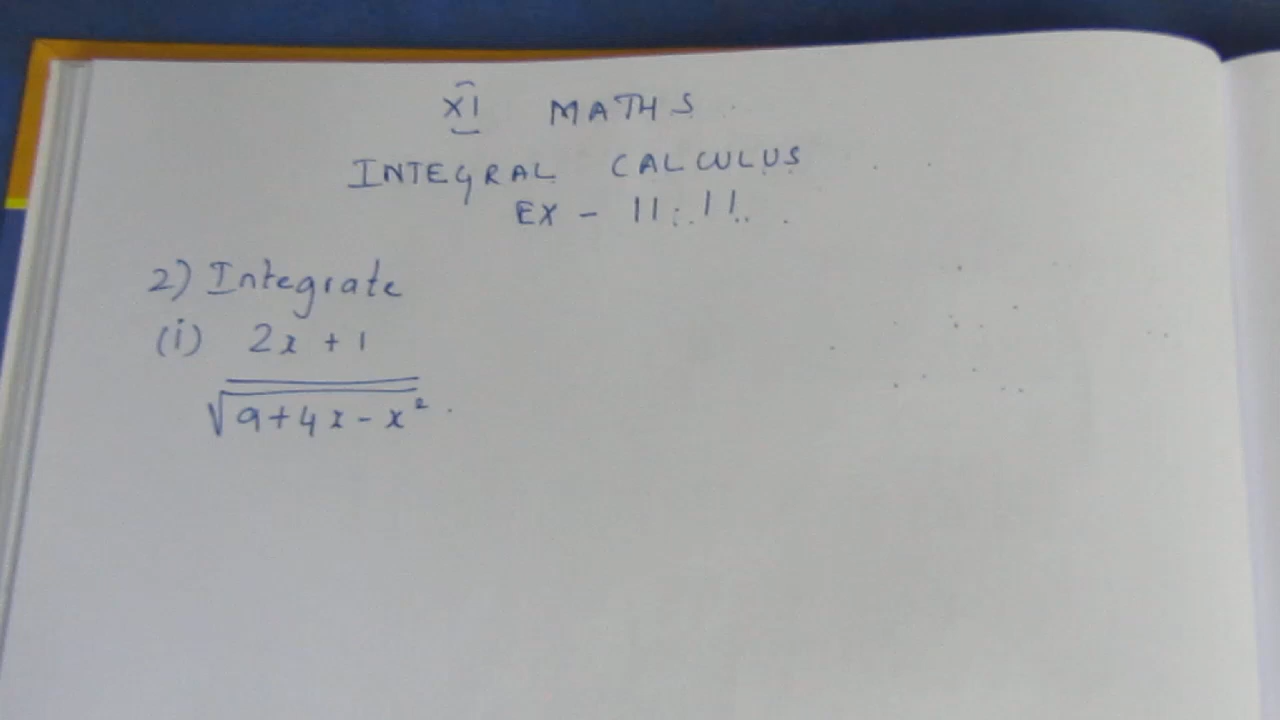 XI MATHS
INTEGRAL CALCULUS
EX - 11.11.
2) Integrate
(i) 2x + 1
√9+4x-x².